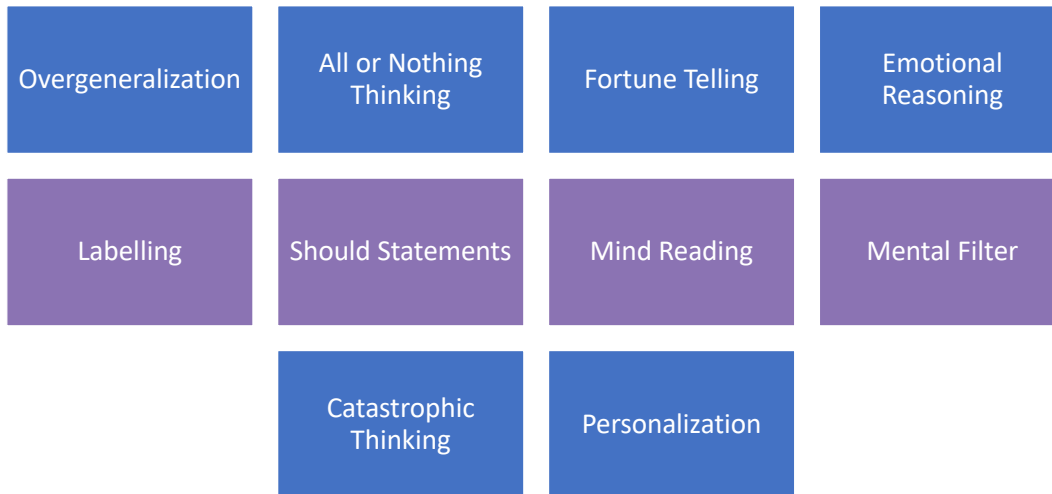 Overgeneralization
All or Nothing
Thinking
Fortune Telling
Emotional
Reasoning
Labelling
Should Statements
Mind Reading
Mental Filter
Catastrophic
Thinking
Personalization